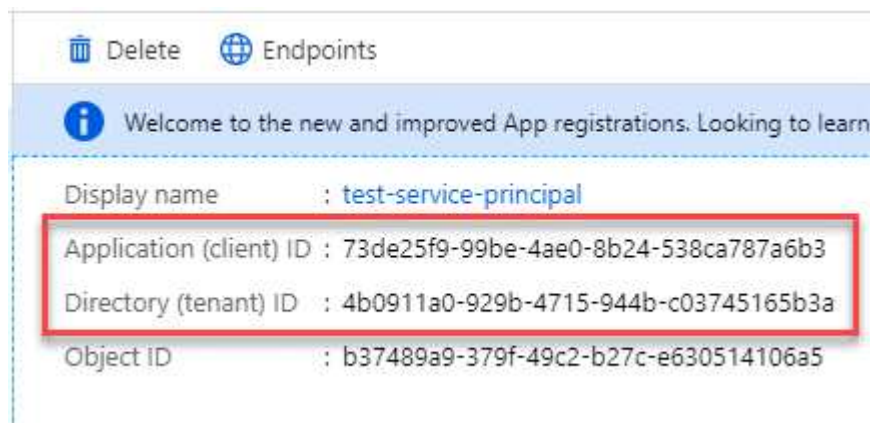 Delete Endpoints
Welcome to the new and improved App registrations. Looking to learn
Display name : test-service-principal
Application (client) ID : 73de25f9-99be-4ae0-8b24-538ca787a6b3
Directory (tenant) ID : 4b0911a0-929b-4715-944b-c03745165b3a
Object ID : b37489a9-379f-49c2-b27c-e630514106a5